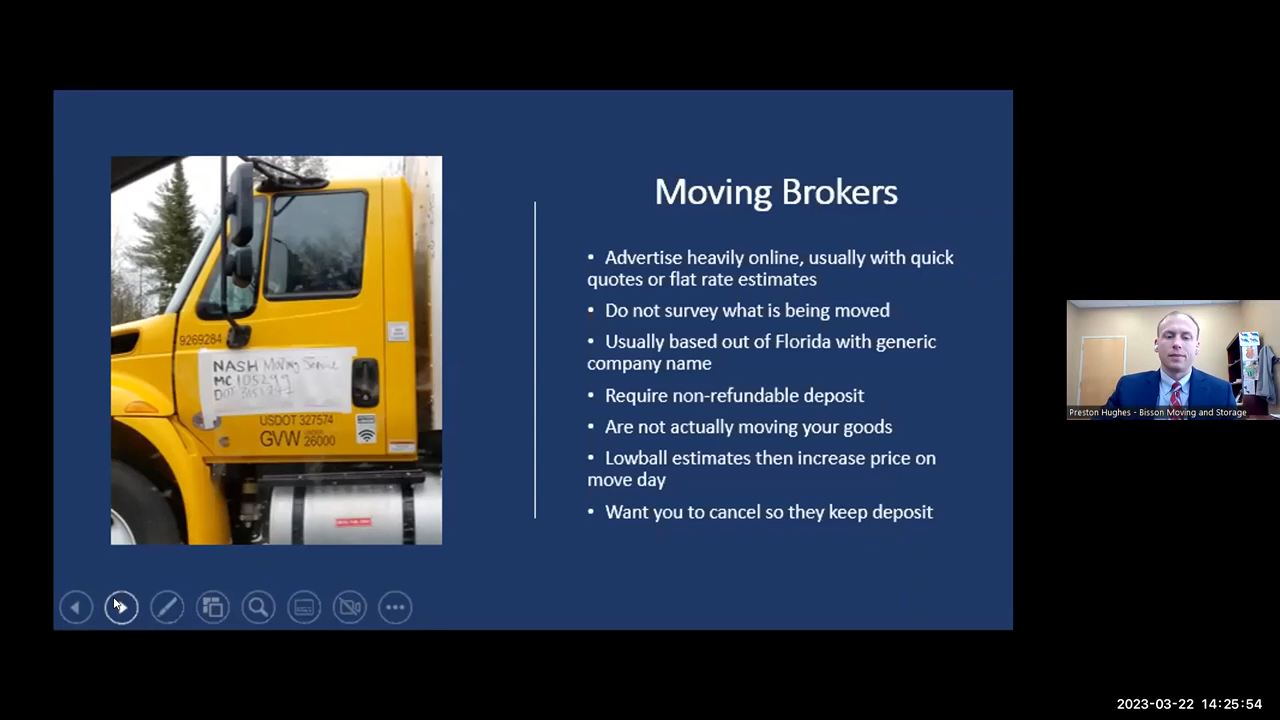 Moving Brokers
• Advertise heavily online, usually with quick
quotes or flat rate estimates
• Do not survey what is being moved
• Usually based out of Florida with generic
company name
• Require non-refundable deposit
• Are not actually moving your goods
• Lowball estimates then increase price on
move day
• Want you to cancel so they keep deposit
9269284
NASH Moving Service
MC 105299
DOT
USDOT 327574
GVW 26000
Preston Hughes - Bisson Moving and Storage
2023-03-22 14:25:54